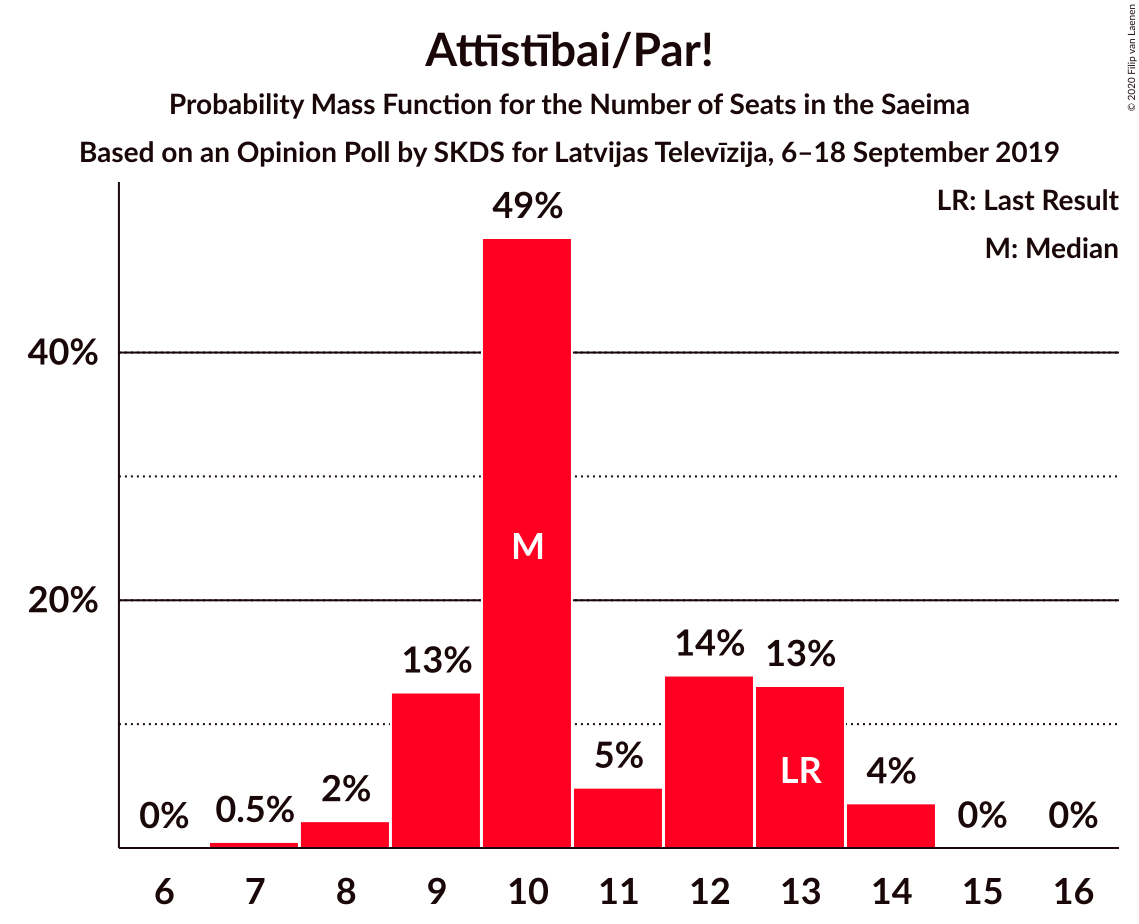 Attīstībai/Par!
Probability Mass Function for the Number of Seats in the Saeima
Based on an Opinion Poll by SKDS for Latvijas Televīzija, 6–18 September 2019
© 2020 Filip van Laenen
LR: Last Result
M: Median
40%
20%
0%
0.5%
2%
13%
49%
5%
14%
13%
4%
0%
0%
M
LR
6 7 8 9 10 11 12 13 14 15 16